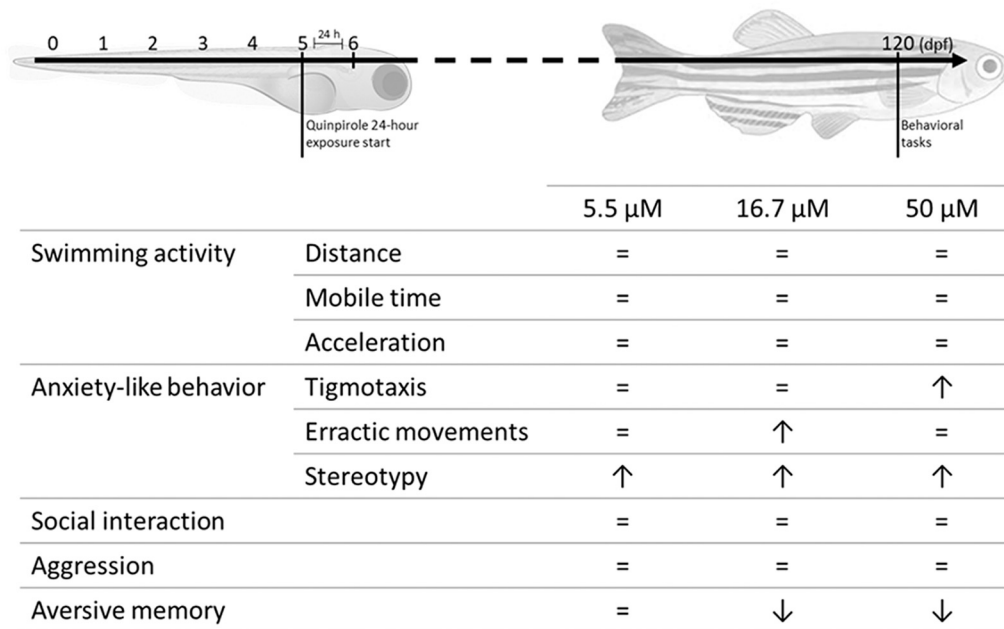 0 1 2 3 4 5 24 h 6 120 (dpf)
Quinpirole 24-hour
exposure start
Behavioral
tasks
5.5 µM 16.7 µM 50 µM
Swimming activity Distance = = =
Mobile time = = =
Acceleration = = =
Anxiety-like behavior Tigmotaxis = = ↑
Erractic movements = ↑ =
Stereotypy ↑ ↑ ↑
Social interaction = = =
Aggression = = =
Aversive memory = ↓ ↓